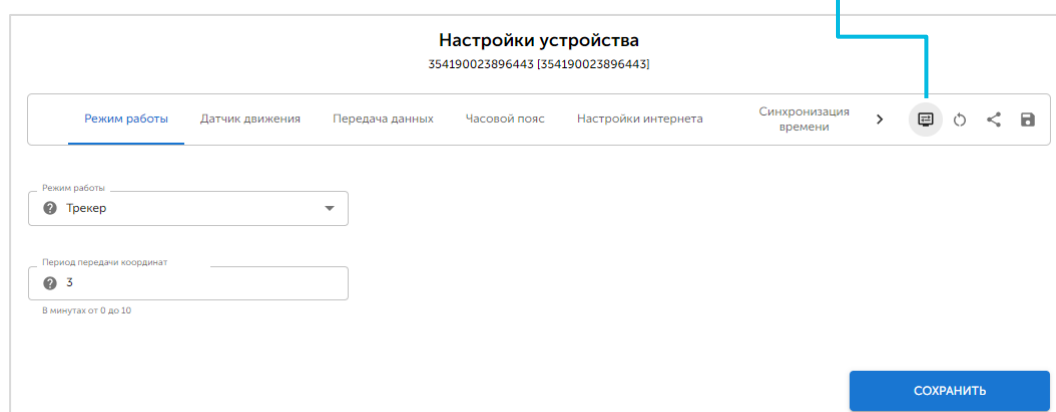 Настройки устройства
354190023896443 [354190023896443]
Режим работы
Датчик движения
Передача данных
Часовой пояс
Настройки интернета
Синхронизация
времени
Режим работы
Трекер
Период передачи координат
3
В минутах от 0 до 10
СОХРАНИТЬ